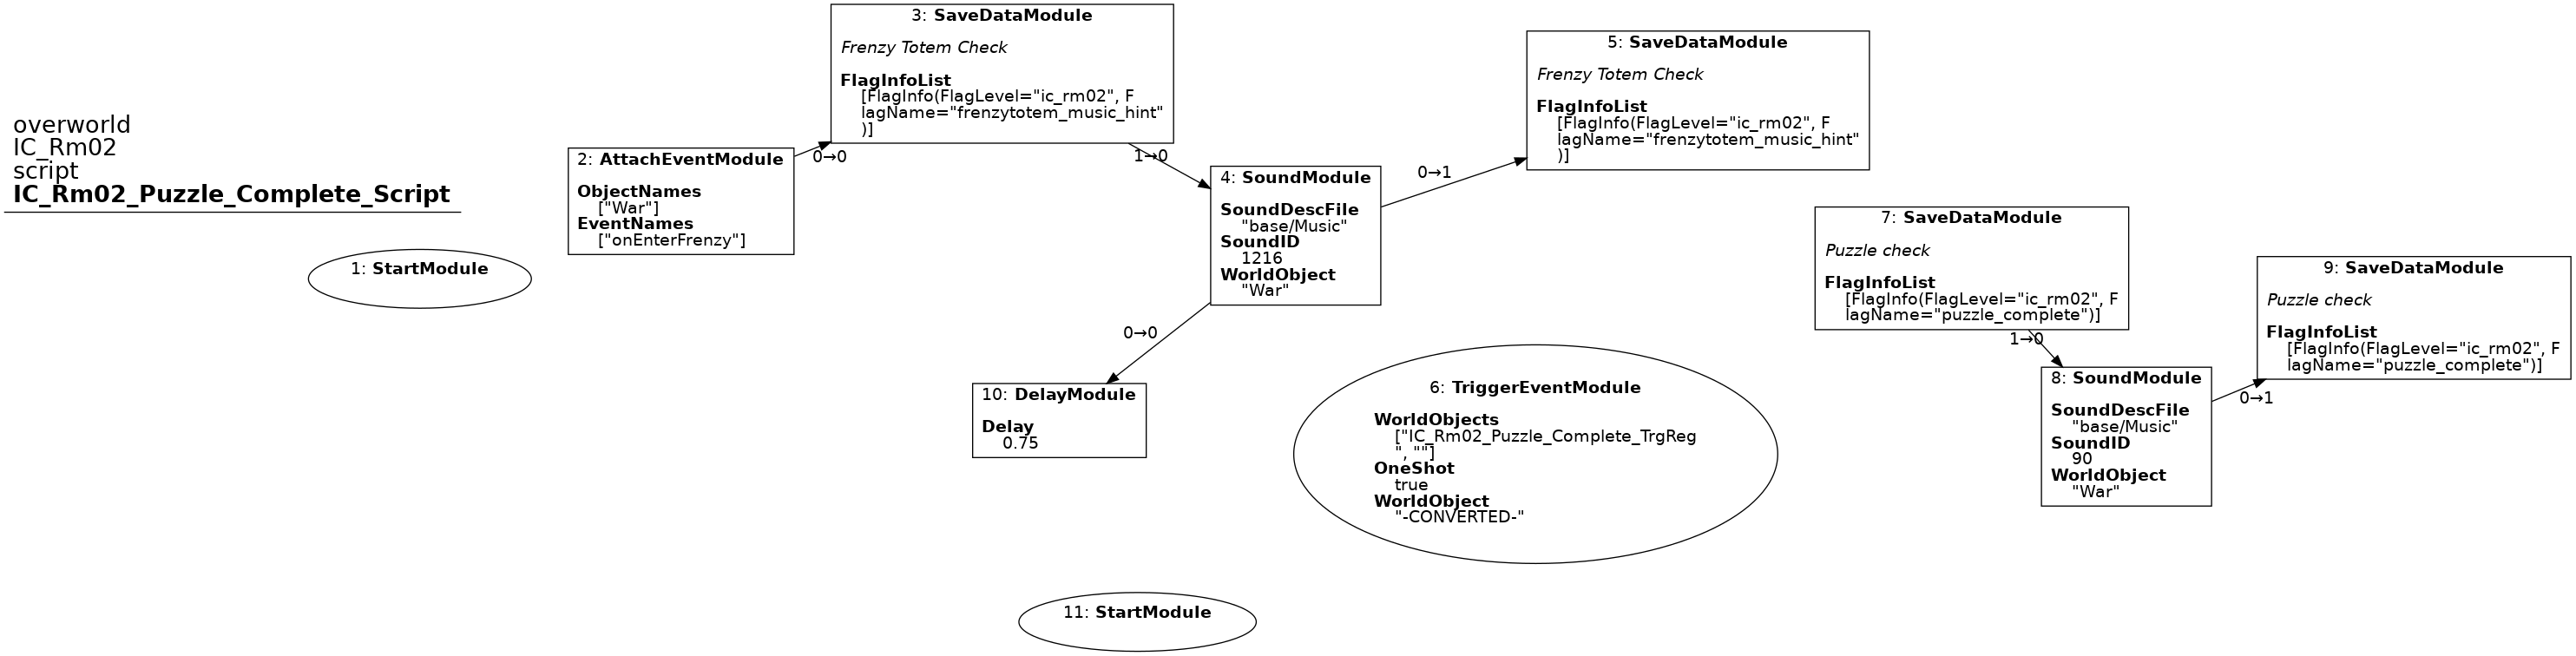 overworld
IC_Rm02
script
IC_Rm02_Puzzle_Complete_Script
1: StartModule
2: AttachEventModule
ObjectNames
["War"]
EventNames
["onEnterFrenzy"]
0→0
3: SaveDataModule
Frenzy Totem Check
FlagInfoList
[FlagInfo(FlagLevel="ic_rm02", F
lagName="frenzytotem_music_hint"
)]
1→0
4: SoundModule
SoundDescFile
"base/Music"
SoundID
1216
WorldObject
"War"
0→1
5: SaveDataModule
Frenzy Totem Check
FlagInfoList
[FlagInfo(FlagLevel="ic_rm02", F
lagName="frenzytotem_music_hint"
)]
0→0
10: DelayModule
Delay
0.75
6: TriggerEventModule
WorldObjects
["IC_Rm02_Puzzle_Complete_TrgReg
", ""]
OneShot
true
WorldObject
"-CONVERTED-"
7: SaveDataModule
Puzzle check
FlagInfoList
[FlagInfo(FlagLevel="ic_rm02", F
lagName="puzzle_complete")]
1→0
8: SoundModule
SoundDescFile
"base/Music"
SoundID
90
WorldObject
"War"
0→1
9: SaveDataModule
Puzzle check
FlagInfoList
[FlagInfo(FlagLevel="ic_rm02", F
lagName="puzzle_complete")]
11: StartModule